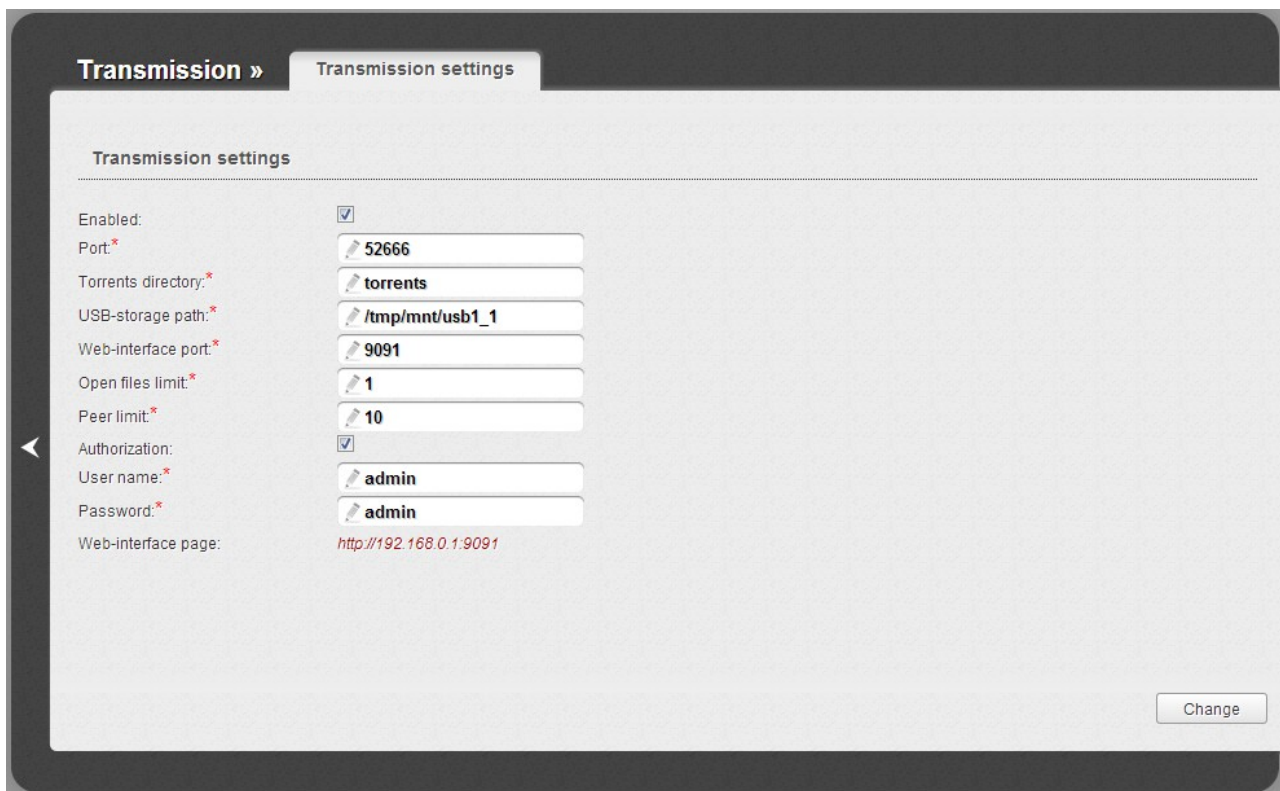 Transmission » Transmission settings
Transmission settings
Enabled:
Port:* 52666
Torrents directory:* torrents
USB-storage path:* /tmp/mnt/usb1_1
Web-interface port:* 9091
Open files limit:* 1
Peer limit:* 10
Authorization:
User name:* admin
Password:* admin
Web-interface page: http://192.168.0.1:9091
Change